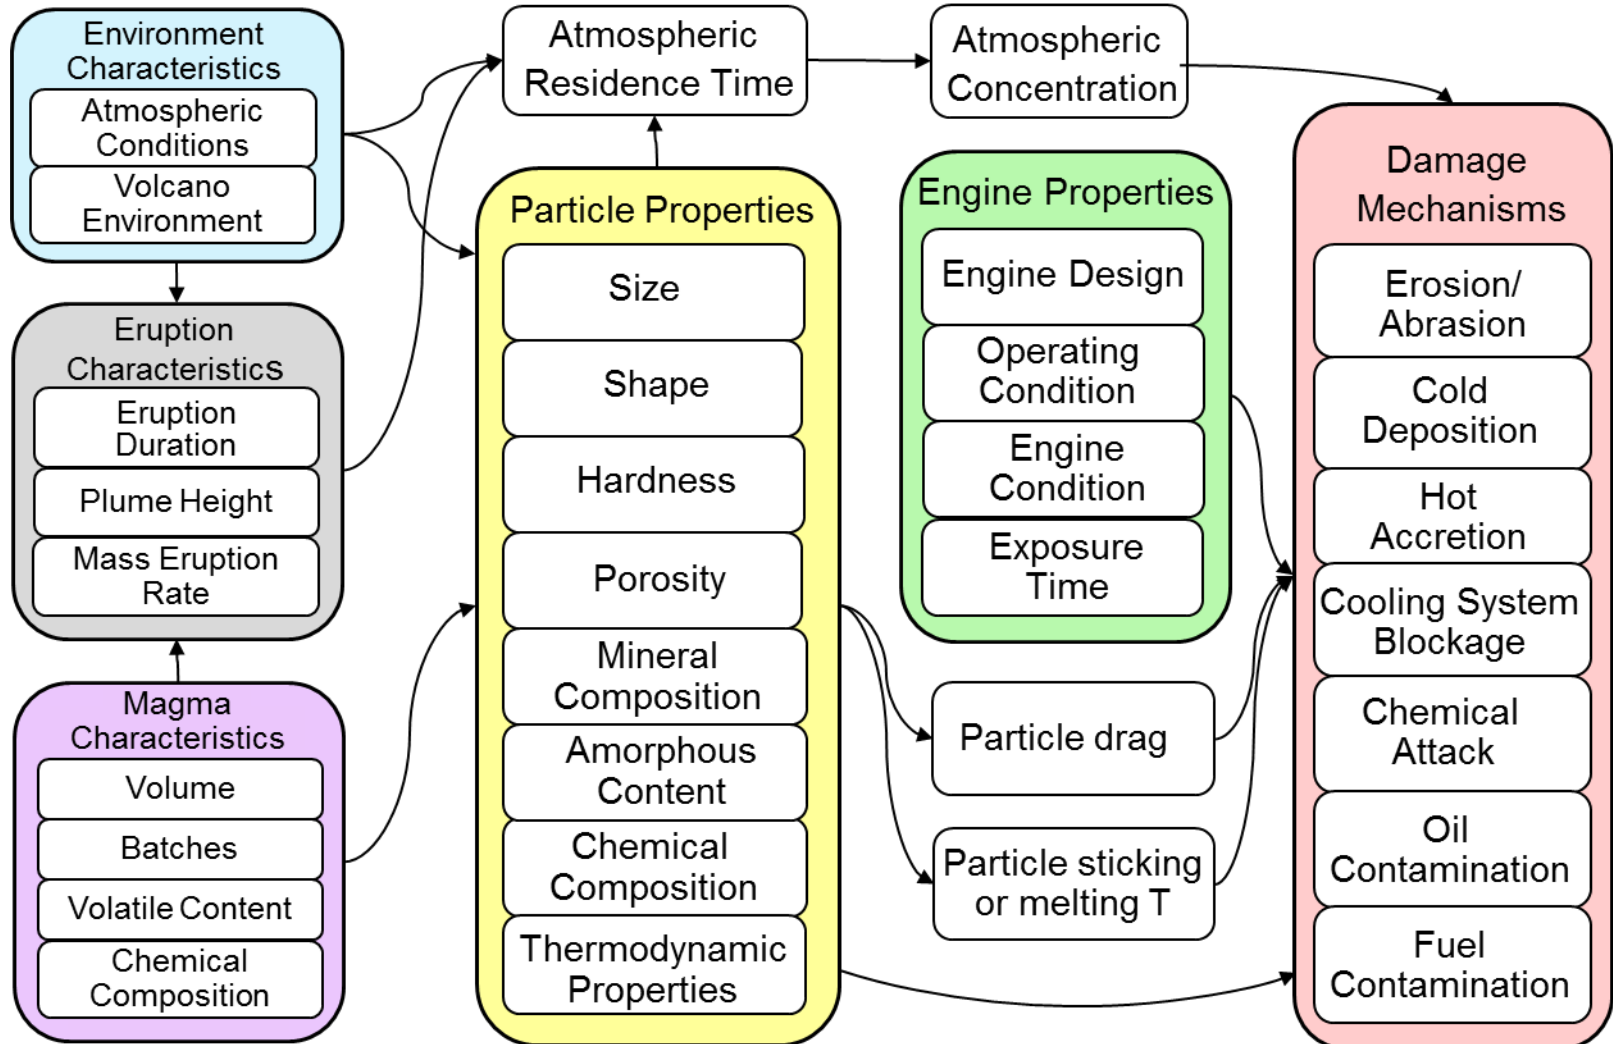 Environment
Characteristics
Atmospheric
Conditions
Volcano
Environment
Eruption
Characteristics
Eruption
Duration
Plume Height
Mass Eruption
Rate
Magma
Characteristics
Volume
Batches
Volatile Content
Chemical
Composition
Atmospheric
Residence Time
Atmospheric
Concentration
Particle Properties
Size
Shape
Hardness
Porosity
Mineral
Composition
Amorphous
Content
Chemical
Composition
Thermodynamic
Properties
Engine Properties
Engine Design
Operating
Condition
Engine
Condition
Exposure
Time
Particle drag
Particle sticking
or melting T
Damage
Mechanisms
Erosion/
Abrasion
Cold
Deposition
Hot
Accretion
Cooling System
Blockage
Chemical
Attack
Oil
Contamination
Fuel
Contamination